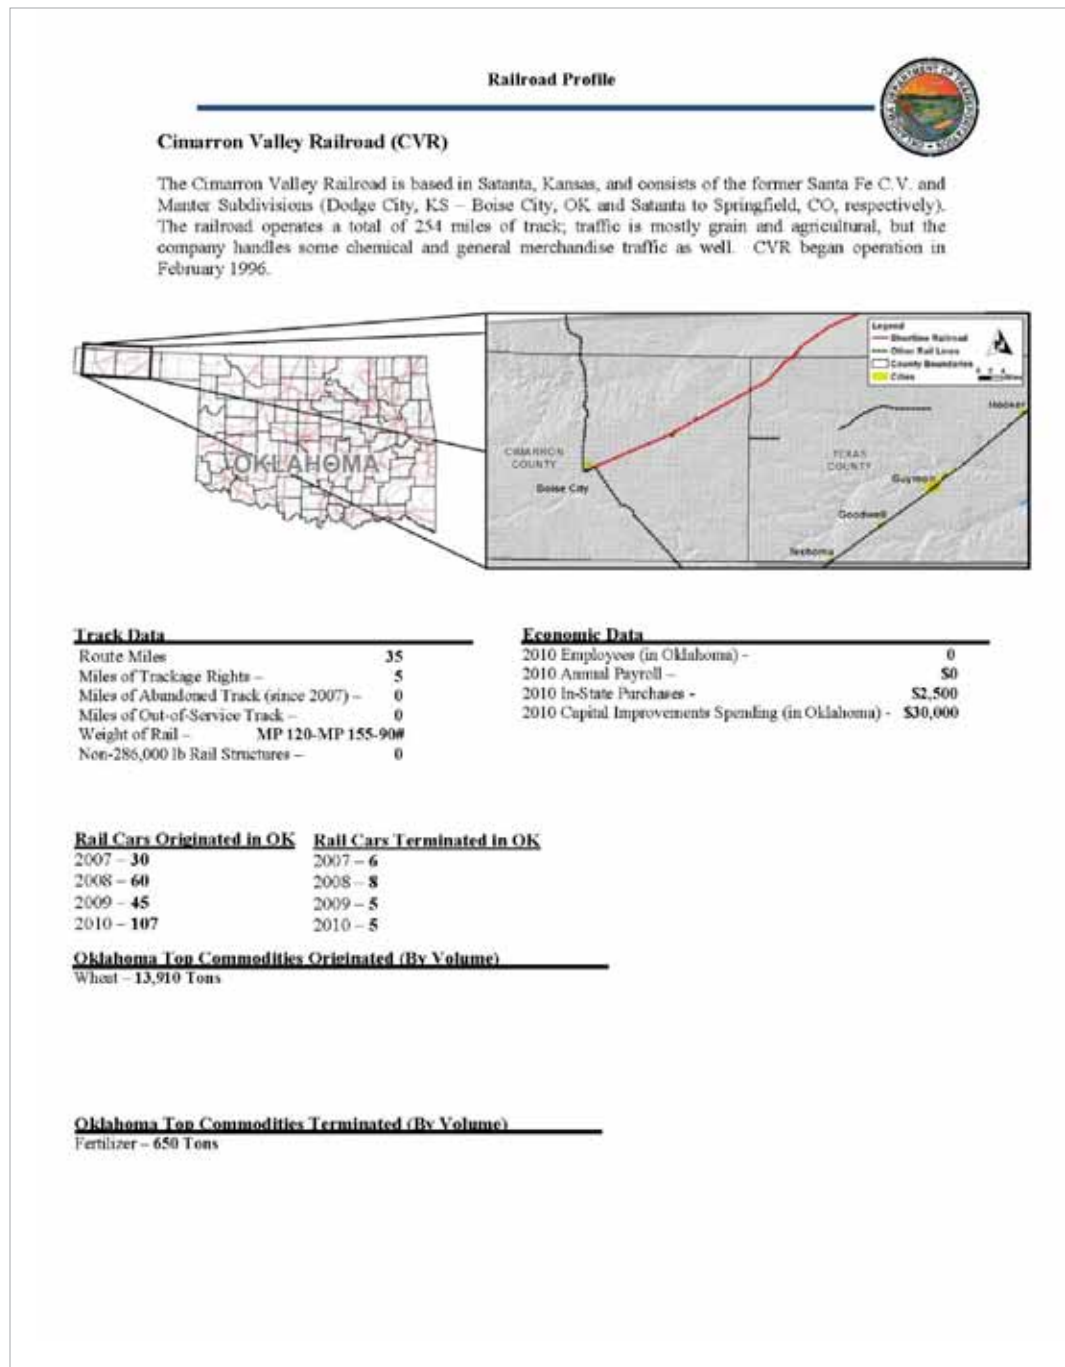 Railroad Profile
OKLAHOMA DEPARTMENT OF TRANSPORTATION
Cimarron Valley Railroad (CVR)
The Cimarron Valley Railroad is based in Satanta, Kansas, and consists of the former Santa Fe C.V. and
Manter Subdivisions (Dodge City, KS – Boise City, OK and Satanta to Springfield, CO, respectively).
The railroad operates a total of 254 miles of track; traffic is mostly grain and agricultural, but the
company handles some chemical and general merchandise traffic as well. CVR began operation in
February 1996.
OKLAHOMA
Legend
Shortline Railroad
Other Rail Lines
County Boundaries
Cities
Miles
Hooker
CIMARRON
COUNTY
TEXAS
COUNTY
Boise City
Guymon
Goodwell
Texhoma
Track Data
Route Miles 35
Miles of Trackage Rights – 5
Miles of Abandoned Track (since 2007) – 0
Miles of Out-of-Service Track – 0
Weight of Rail – MP 120-MP 155-90#
Non-286,000 lb Rail Structures – 0
Economic Data
2010 Employees (in Oklahoma) - 0
2010 Annual Payroll – $0
2010 In-State Purchases - $2,500
2010 Capital Improvements Spending (in Oklahoma) - $30,000
Rail Cars Originated in OK
2007 – 30
2008 – 60
2009 – 45
2010 – 107
Rail Cars Terminated in OK
2007 – 6
2008 – 8
2009 – 5
2010 – 5
Oklahoma Top Commodities Originated (By Volume)
Wheat – 13,910 Tons
Oklahoma Top Commodities Terminated (By Volume)
Fertilizer – 650 Tons